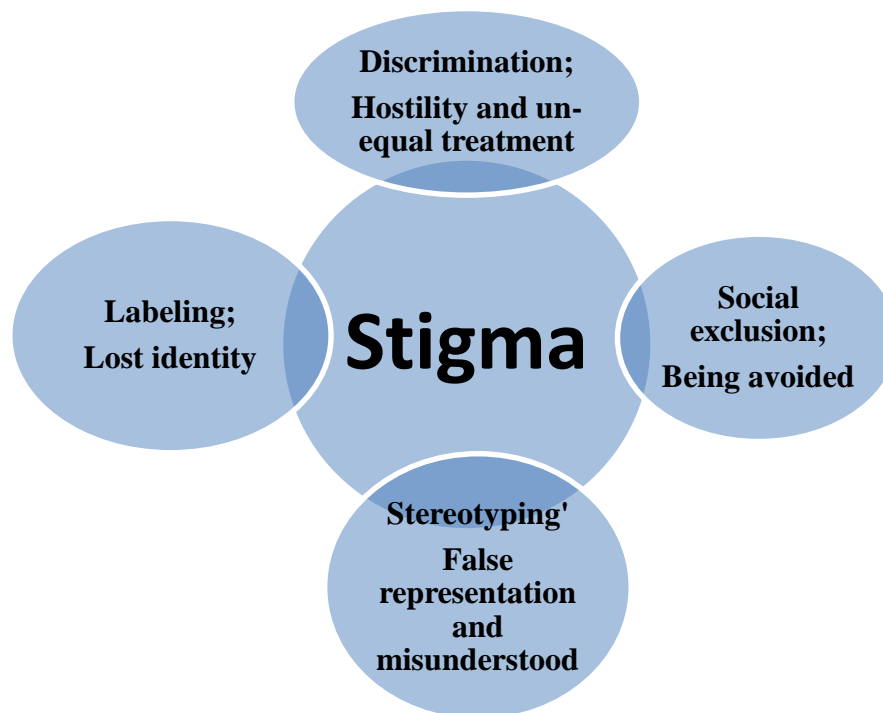 Discrimination;
Hostility and un-
equal treatment
Labeling;
Lost identity
Stigma
Social
exclusion;
Being avoided
Stereotyping'
False
representation
and
misunderstood